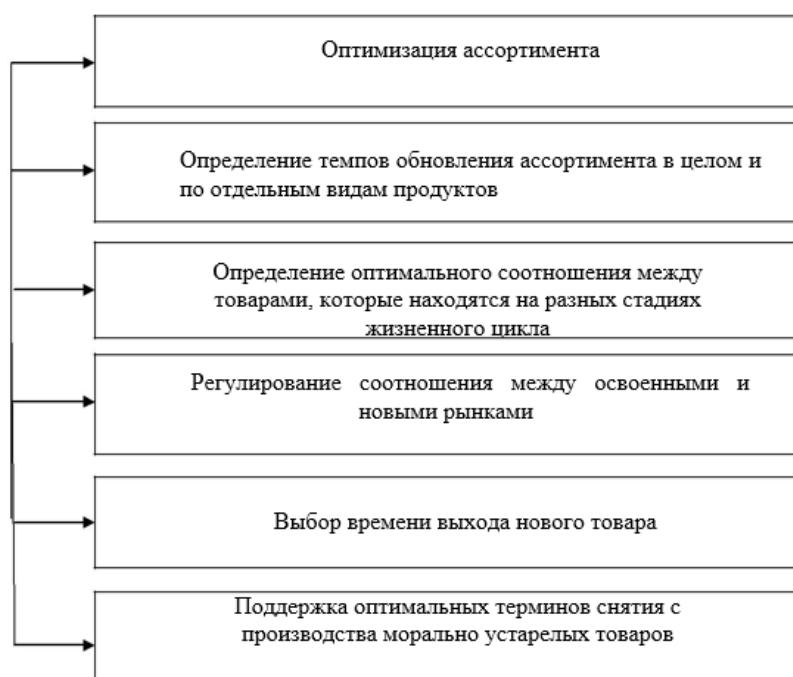 Оптимизация ассортимента
Определение темпов обновления ассортимента в целом и
по отдельным видам продуктов
Определение оптимального соотношения между
товарами, которые находятся на разных стадиях
жизненного цикла
Регулирование соотношения между освоенными и
новыми рынками
Выбор времени выхода нового товара
Поддержка оптимальных терминов снятия с
производства морально устарелых товаров